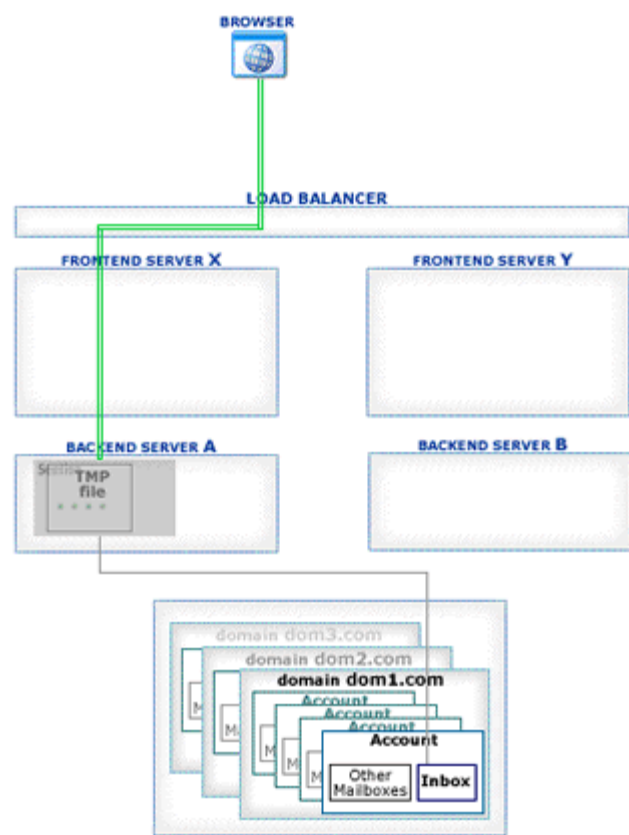 BROWSER
LOAD BALANCER
FRONTEND SERVER X
FRONTEND SERVER Y
BACKEND SERVER A
BACKEND SERVER B
TMP
file
domain dom3.com
domain dom2.com
domain dom1.com
Account
Account
Account
Account
Other
Mailboxes
Inbox